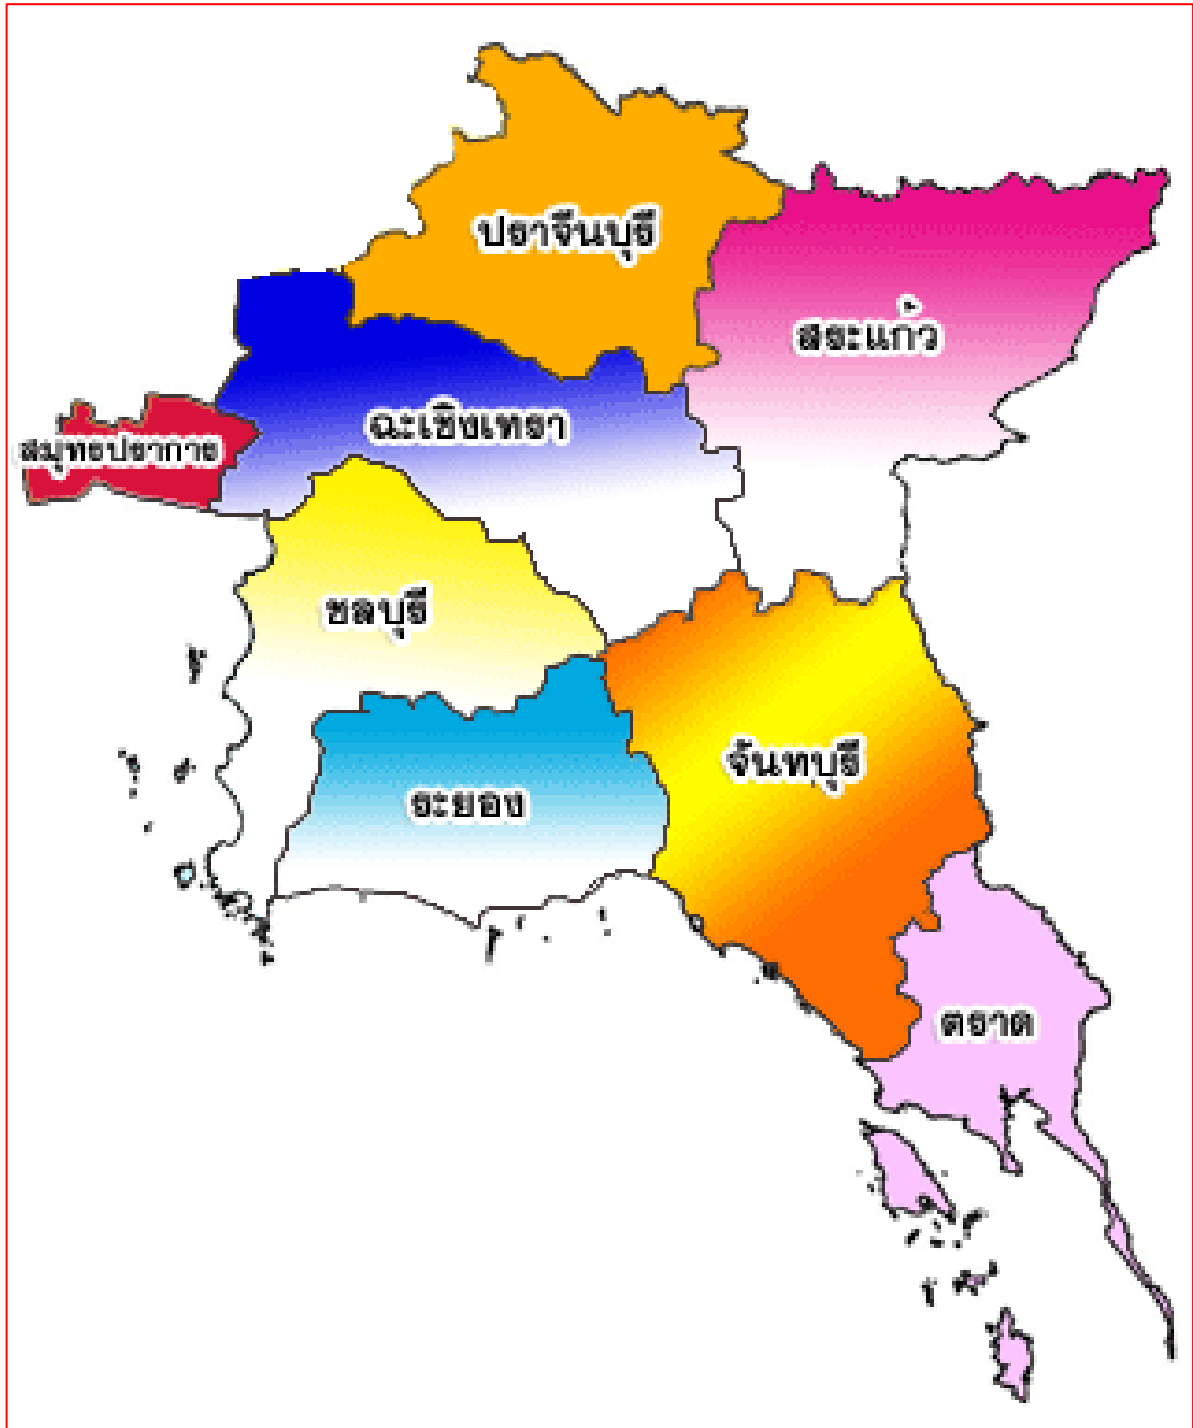 ปราจีนบุรี
สระแก้ว
ฉะเชิงเทรา
สมุทรปราการ
ชลบุรี
จันทบุรี
ระยอง
ตราด